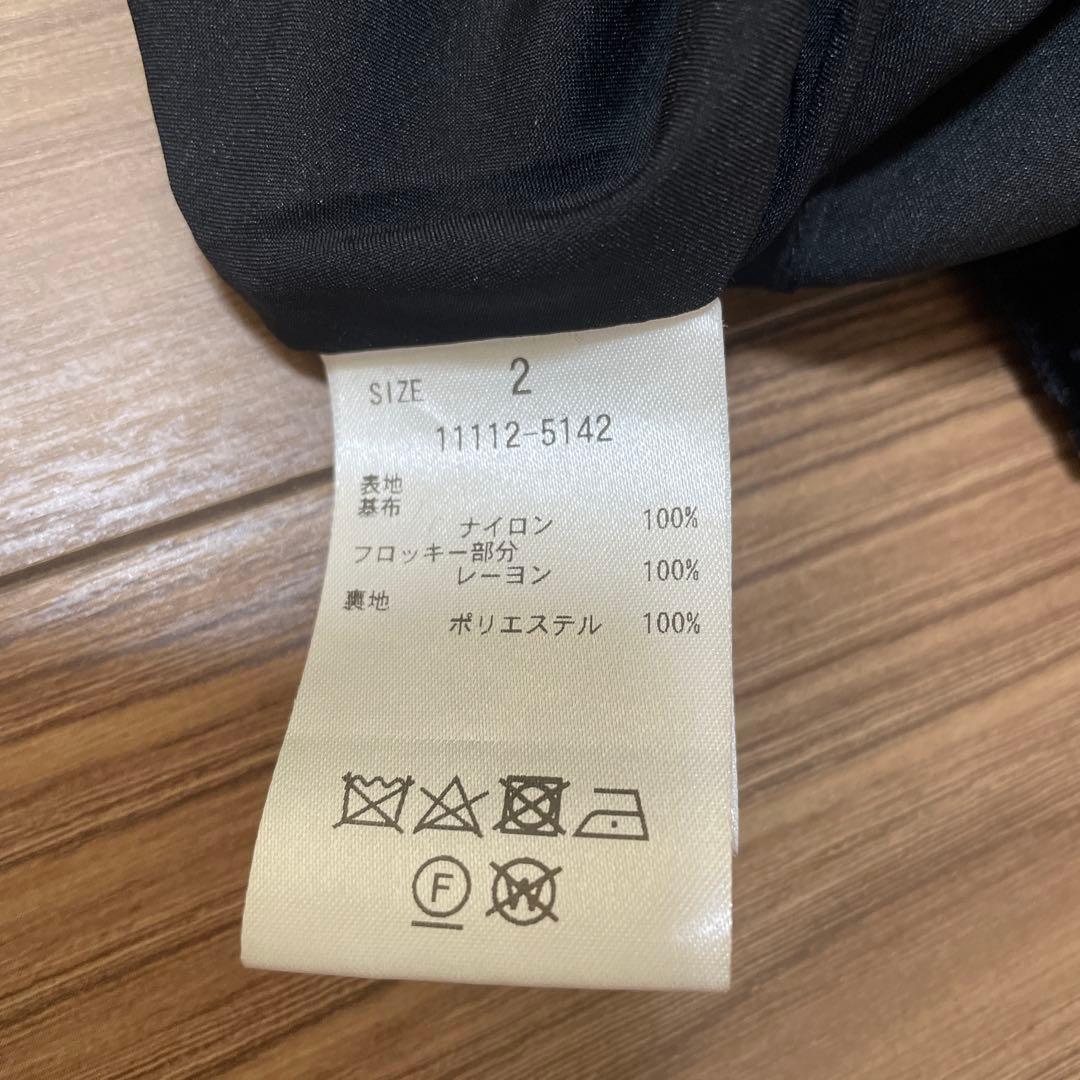 SIZE 2
11112-5142
表地
基布
ナイロン 100%
フロッキー部分
レーヨン 100%
裏地
ポリエステル 100%
F W